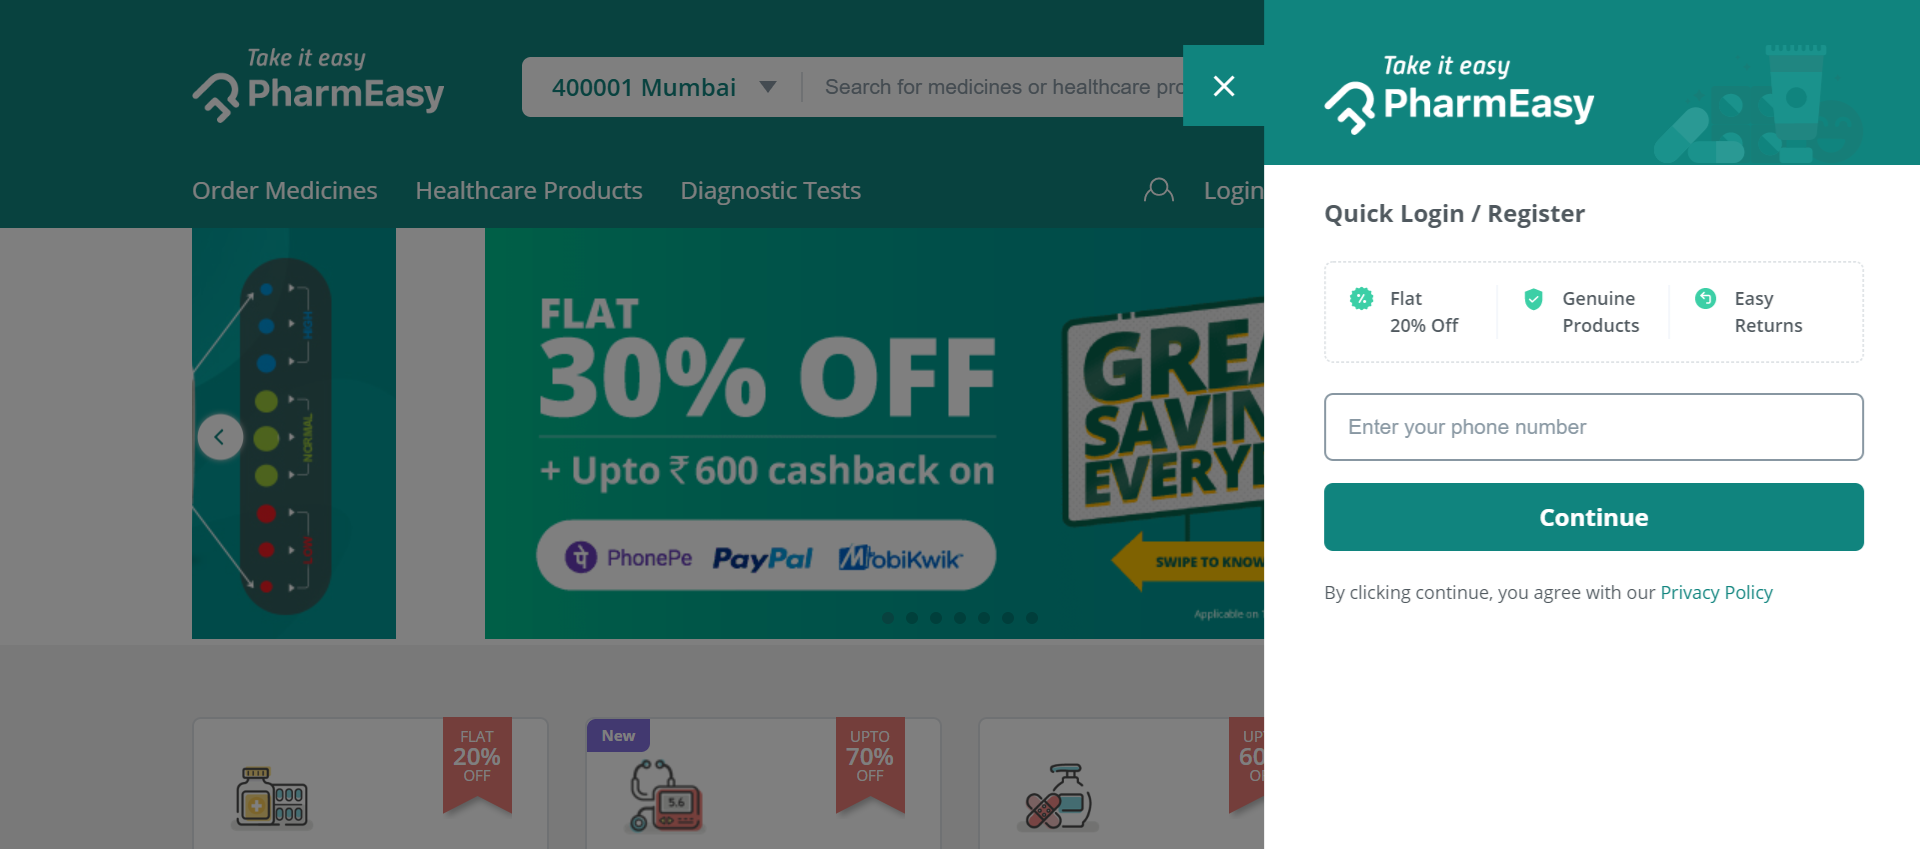 Take it easy
PharmEasy
400001 Mumbai
Search for medicines or healthcare pro
Order Medicines
Healthcare Products
Diagnostic Tests
Login
HIGH
NORMAL
LOW
FLAT
30% OFF
+ Upto ₹600 cashback on
PhonePe
PayPal
MobiKwik
GREA
SAVIN
EVERY
SWIPE TO KNOW
Applicable on
FLAT
20%
OFF
New
5.6
UPTO
70%
OFF
UP
60
O
Take it easy
PharmEasy
Quick Login / Register
Flat
20% Off
Genuine
Products
Easy
Returns
Enter your phone number
Continue
By clicking continue, you agree with our Privacy Policy